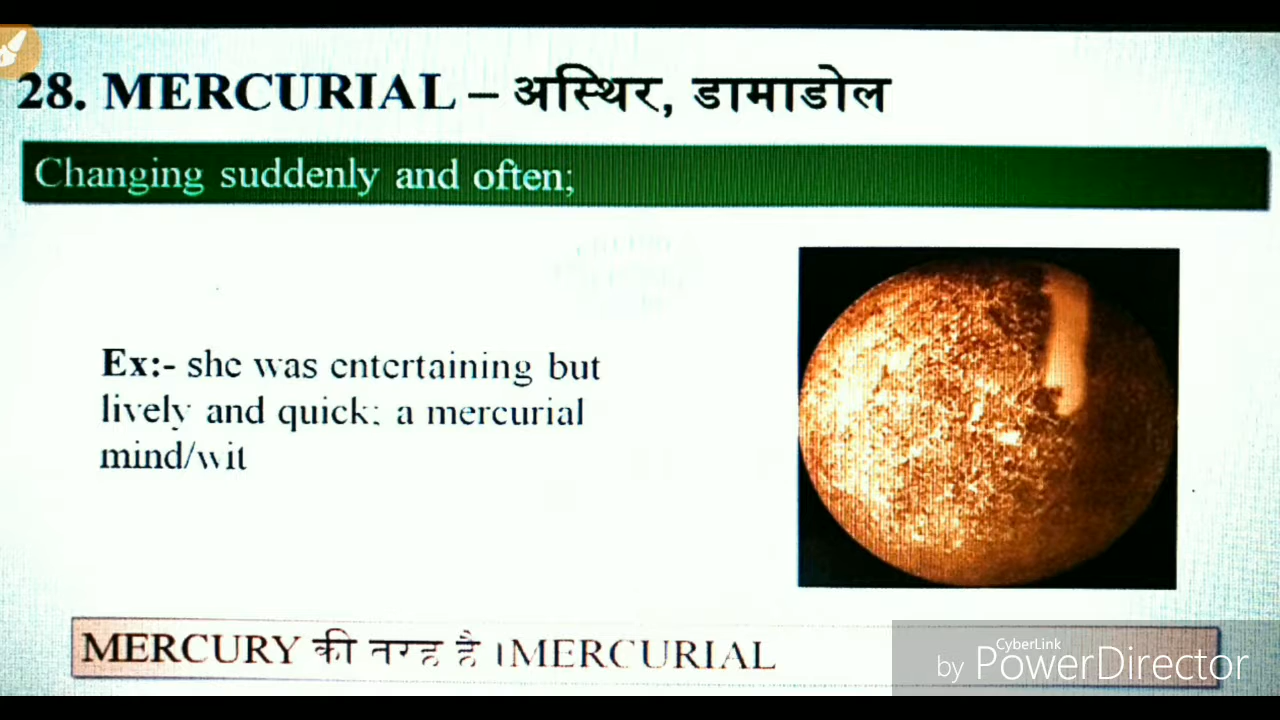 28. MERCURIAL – अस्थिर, डामाडोल
Changing suddenly and often;
Ex:- she was entertaining but
lively and quick: a mercurial
mind/wit
MERCURY की तरह है ।MERCURIAL
CyberLink
by PowerDirector